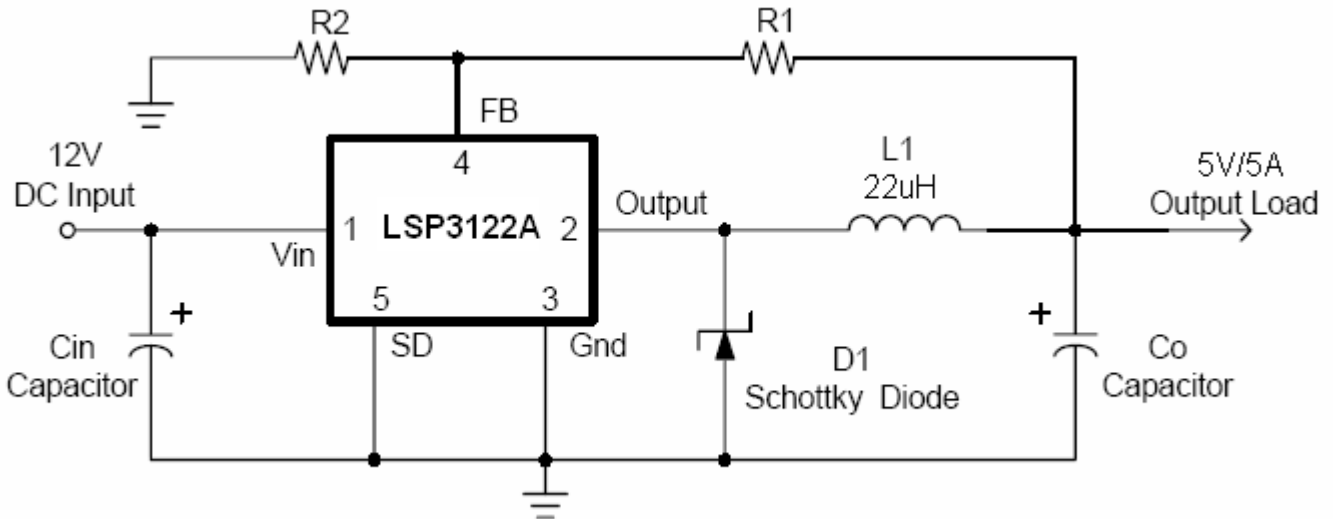 R2
R1
FB
12V
DC Input
4
L1
22uH
5V/5A
Output Load
Output
1
LSP3122A
2
Vin
5
3
+
+
SD
Gnd
Cin
Capacitor
D1
Schottky Diode
Co
Capacitor